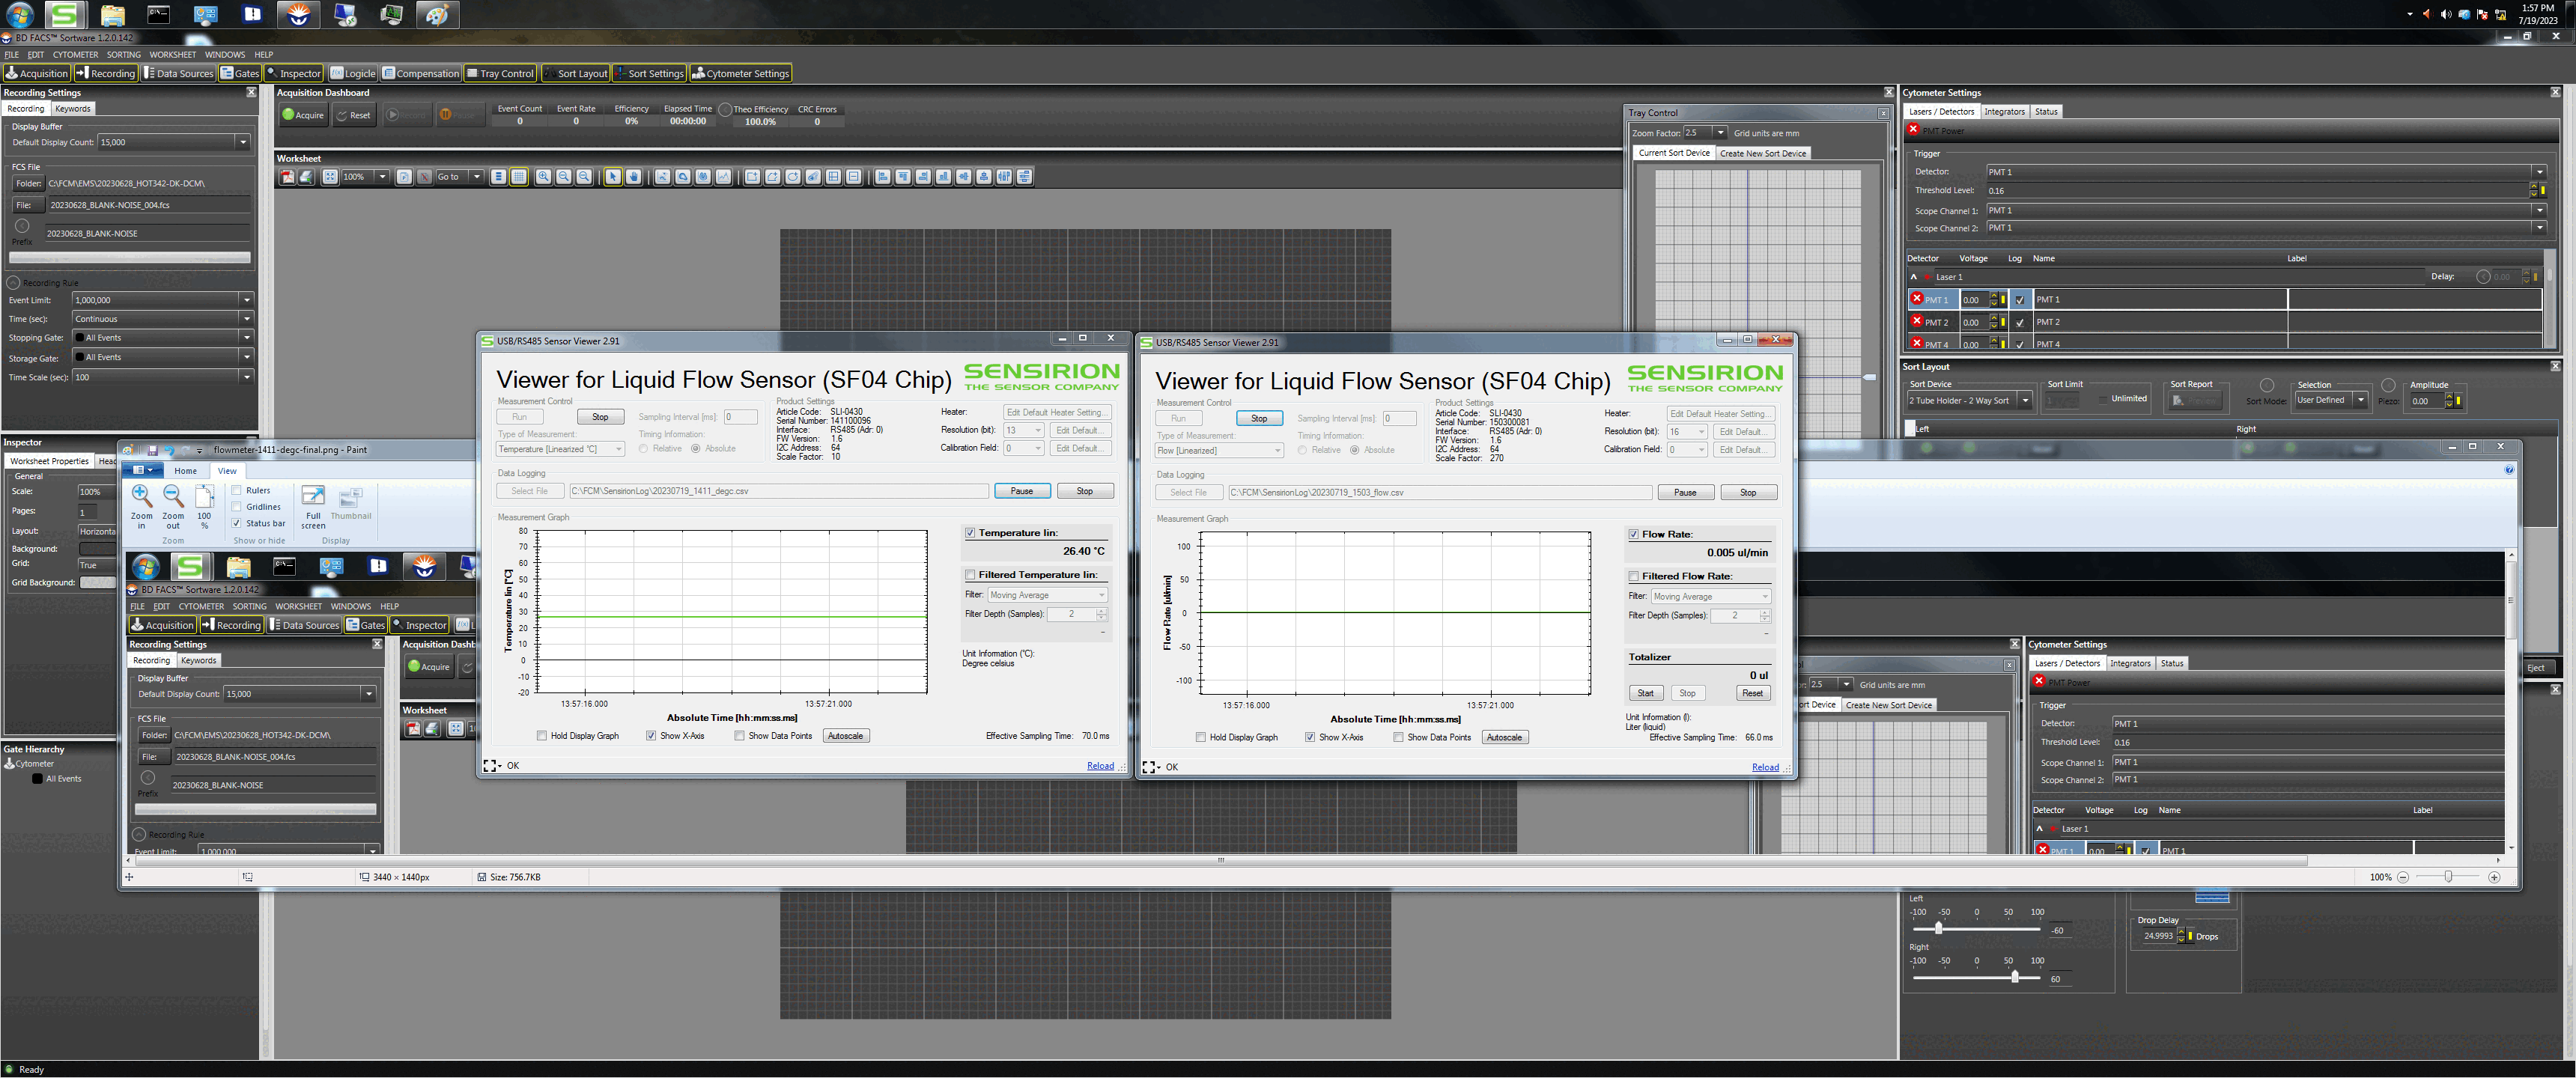 1:57 PM
7/19/2023
BD FACS™ Sortware 1.2.0.142
FILE EDIT CYTOMETER SORTING WORKSHEET WINDOWS HELP
Acquisition Recording Data Sources Gates Inspector Logicle Compensation Tray Control Sort Layout Sort Settings Cytometer Settings
Recording Settings
Recording Keywords
Display Buffer
Default Display Count: 15,000
FCS File
Folder: C:\FCM\EMS\20230628_HOT342-DK-DCM\
File: 20230628_BLANK-NOISE_004.fcs
Prefix 20230628_BLANK-NOISE
Recording Rule
Event Limit: 1,000,000
Time (sec): Continuous
Stopping Gate: All Events
Storage Gate: All Events
Time Scale (sec): 100
Inspector
Worksheet Properties
General
Scale: 100%
Pages: 1
Layout: Horizonta
Background:
Grid: True
Grid Background:
Gate Hierarchy
Cytometer
All Events
Acquisition Dashboard
Acquire Reset
Event Count Event Rate Efficiency Elapsed Time Theo Efficiency CRC Errors
0 0 0% 00:00:00 100.0% 0
Worksheet
100% Go to
Tray Control
Zoom Factor: 2.5 Grid units are mm
Current Sort Device Create New Sort Device
Cytometer Settings
Lasers / Detectors Integrators Status
PMT Power
Trigger
Detector: PMT 1
Threshold Level: 0.16
Scope Channel 1: PMT 1
Scope Channel 2: PMT 1
Detector Voltage Log Name Label
Laser 1 Delay: 0.00
PMT 1 0.00 PMT 1
PMT 2 0.00 PMT 2
PMT 4 0.00 PMT 4
Sort Layout
Sort Device
2 Tube Holder - 2 Way Sort
Sort Limit
Unlimited
Sort Report
Sort Mode:
Selection
User Defined
Piezo:
Amplitude
0.00
Left Right
USB/RS485 Sensor Viewer 2.91
Viewer for Liquid Flow Sensor (SF04 Chip)
SENSIRION
THE SENSOR COMPANY
Measurement Control
Run Stop Sampling Interval [ms]: 0
Type of Measurement: Timing Information:
Temperature [Linearized °C] Relative Absolute
Product Settings
Article Code: SLI-0430
Serial Number: 141100096
Interface: RS485 (Adr: 0)
FW Version: 1.6
I2C Address: 64
Scale Factor: 10
Heater: Edit Default Heater Setting...
Resolution (bit): 13 Edit Default...
Calibration Field: 0 Edit Default...
Data Logging
Select File C:\FCM\SensirionLog\20230719_1411_degc.csv Pause Stop
Measurement Graph
Temperature lin [°C]
80
70
60
50
40
30
20
10
0
-10
-20
13:57:16.000 13:57:21.000
Absolute Time [hh:mm:ss.ms]
Temperature lin:
26.40 °C
Filtered Temperature lin:
Filter: Moving Average
Filter Depth (Samples): 2
-
Unit Information (°C):
Degree celsius
Hold Display Graph Show X-Axis Show Data Points Autoscale Effective Sampling Time: 70.0 ms
OK Reload
USB/RS485 Sensor Viewer 2.91
Viewer for Liquid Flow Sensor (SF04 Chip)
SENSIRION
THE SENSOR COMPANY
Measurement Control
Run Stop Sampling Interval [ms]: 0
Type of Measurement: Timing Information:
Flow [Linearized] Relative Absolute
Product Settings
Article Code: SLI-0430
Serial Number: 150300081
Interface: RS485 (Adr: 0)
FW Version: 1.6
I2C Address: 64
Scale Factor: 270
Heater: Edit Default Heater Setting...
Resolution (bit): 16 Edit Default...
Calibration Field: 0 Edit Default...
Data Logging
Select File C:\FCM\SensirionLog\20230719_1503_flow.csv Pause Stop
Measurement Graph
Flow Rate [ul/min]
100
50
0
-50
-100
13:57:16.000 13:57:21.000
Absolute Time [hh:mm:ss.ms]
Flow Rate:
0.005 ul/min
Filtered Flow Rate:
Filter: Moving Average
Filter Depth (Samples): 2
-
Totalizer
0 ul
Start Stop Reset
Unit Information (l):
Liter (liquid)
Hold Display Graph Show X-Axis Show Data Points Autoscale Effective Sampling Time: 66.0 ms
OK Reload
flowmeter-1411-degc-final.png - Paint
Home View
Zoom in Zoom out 100 %
Zoom
Rulers
Gridlines
Status bar
Show or hide
Full screen Thumbnail
Display
BD FACS™ Sortware 1.2.0.142
FILE EDIT CYTOMETER SORTING WORKSHEET WINDOWS HELP
Acquisition Recording Data Sources Gates Inspector
Recording Settings
Recording Keywords
Display Buffer
Default Display Count: 15,000
FCS File
Folder: C:\FCM\EMS\20230628_HOT342-DK-DCM\
File: 20230628_BLANK-NOISE_004.fcs
Prefix 20230628_BLANK-NOISE
Recording Rule
Event Limit: 1,000,000
Acquisition Dashb
Acquire
Worksheet
2.5 Grid units are mm
ort Device Create New Sort Device
Cytometer Settings
Lasers / Detectors Integrators Status
PMT Power
Trigger
Detector: PMT 1
Threshold Level: 0.16
Scope Channel 1: PMT 1
Scope Channel 2: PMT 1
Detector Voltage Log Name Label
Laser 1
PMT 1 0.00 PMT 1
3440 × 1440px Size: 756.7KB 100%
Eject
Left
-100 -50 0 50 100
-60
Right
-100 -50 0 50 100
60
Drop Delay
24.9993 Drops
Ready